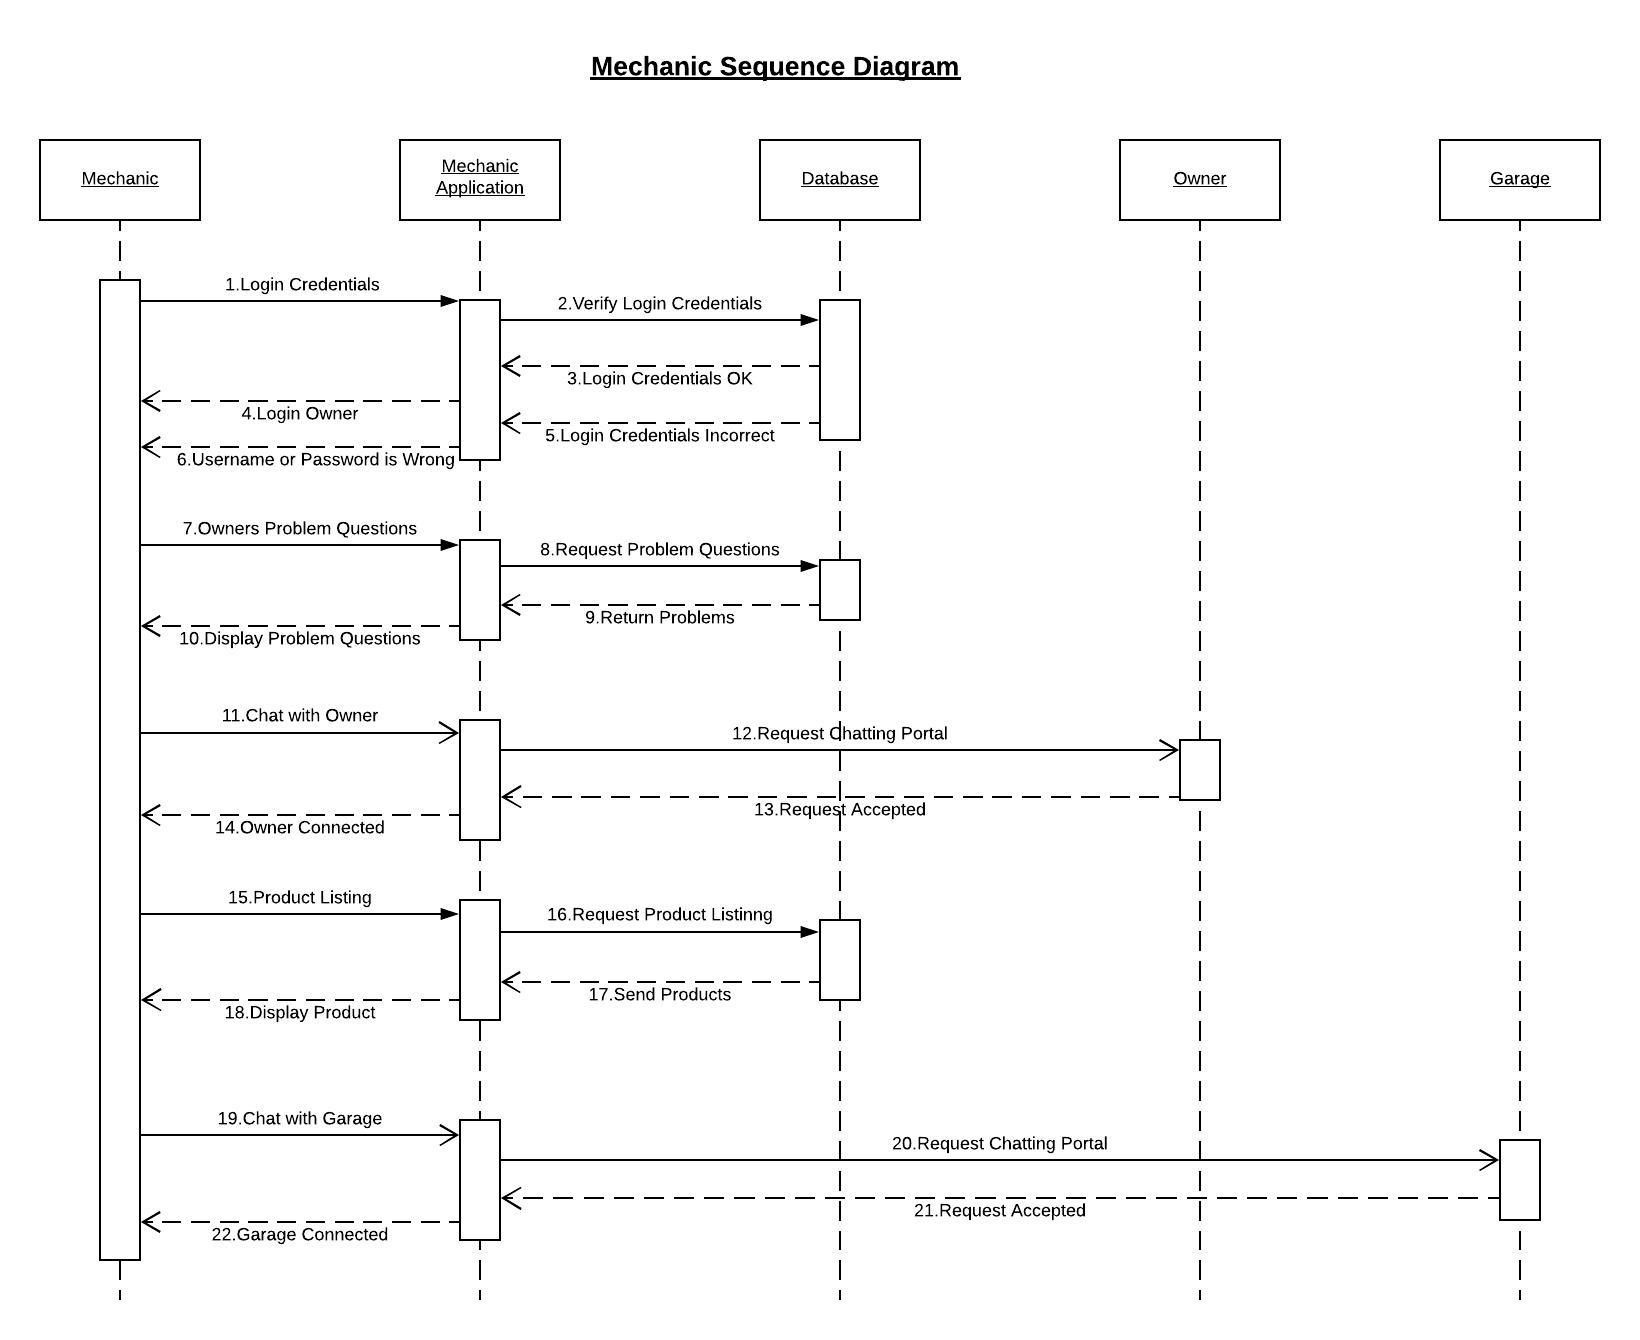 Mechanic Sequence Diagram
Mechanic
Mechanic
Application
Database
Owner
Garage
1.Login Credentials
2.Verify Login Credentials
3.Login Credentials OK
4.Login Owner
5.Login Credentials Incorrect
6.Username or Password is Wrong
7.Owners Problem Questions
8.Request Problem Questions
9.Return Problems
10.Display Problem Questions
11.Chat with Owner
12.Request Chatting Portal
13.Request Accepted
14.Owner Connected
15.Product Listing
16.Request Product Listinng
17.Send Products
18.Display Product
19.Chat with Garage
20.Request Chatting Portal
21.Request Accepted
22.Garage Connected